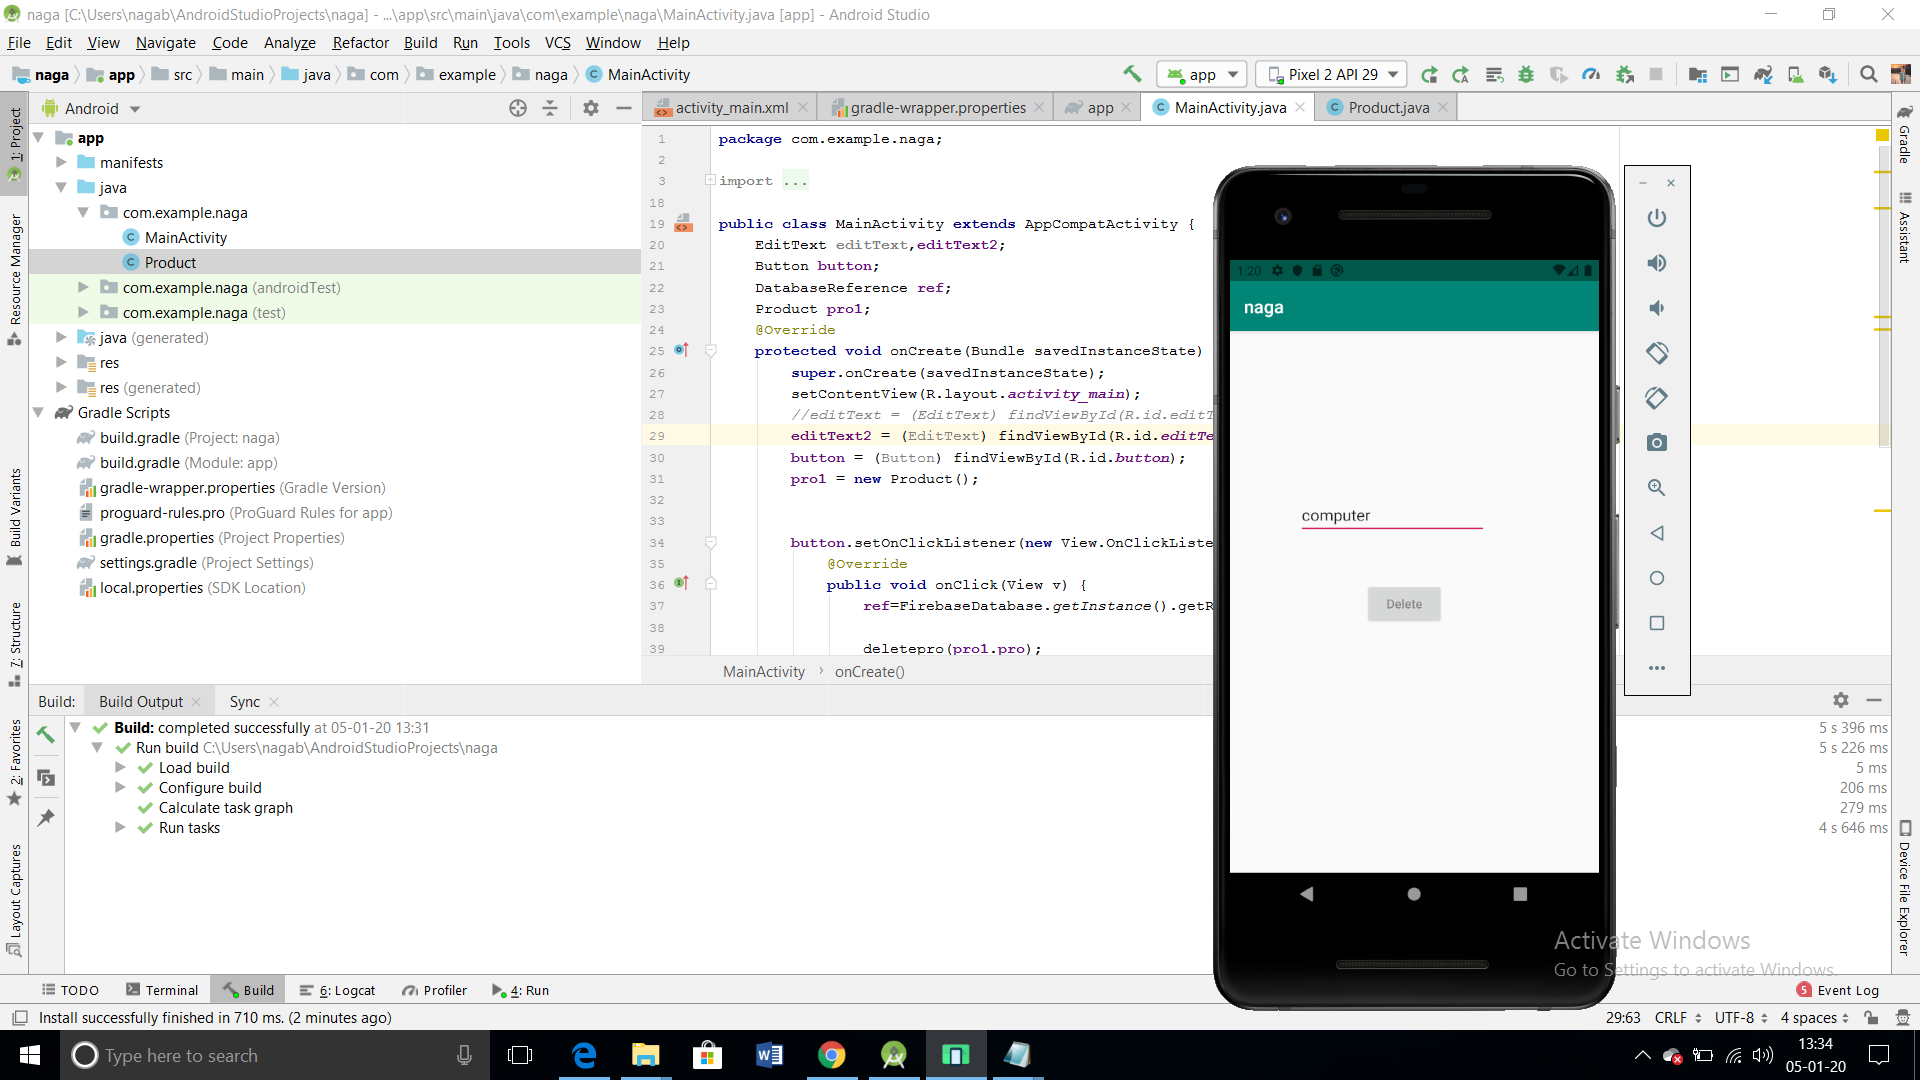 naga [C:\Users\nagab\AndroidStudioProjects\naga] - ...\app\src\main\java\com\example\naga\MainActivity.java [app] - Android Studio
File Edit View Navigate Code Analyze Refactor Build Run Tools VCS Window Help
naga app src main java com example naga MainActivity
app Pixel 2 API 29
Android
activity_main.xml gradle-wrapper.properties app MainActivity.java Product.java
1: Project
Resource Manager
Build Variants
7: Structure
2: Favorites
Layout Captures
app
manifests
java
com.example.naga
MainActivity
Product
com.example.naga (androidTest)
com.example.naga (test)
java (generated)
res
res (generated)
Gradle Scripts
build.gradle (Project: naga)
build.gradle (Module: app)
gradle-wrapper.properties (Gradle Version)
proguard-rules.pro (ProGuard Rules for app)
gradle.properties (Project Properties)
settings.gradle (Project Settings)
local.properties (SDK Location)
1 package com.example.naga;
2
3 import ...
18
19 public class MainActivity extends AppCompatActivity {
20 EditText editText,editText2;
21 Button button;
22 DatabaseReference ref;
23 Product pro1;
24 @Override
25 protected void onCreate(Bundle savedInstanceState)
26 super.onCreate(savedInstanceState);
27 setContentView(R.layout.activity_main);
28 //editText = (EditText) findViewById(R.id.editT
29 editText2 = (EditText) findViewById(R.id.editTe
30 button = (Button) findViewById(R.id.button);
31 pro1 = new Product();
32
33
34 button.setOnClickListener(new View.OnClickListe
35 @Override
36 public void onClick(View v) {
37 ref=FirebaseDatabase.getInstance().getR
38
39 deletepro(pro1.pro);
MainActivity onCreate()
1:20
naga
computer
Delete
Gradle
Assistant
Device File Explorer
Build: Build Output Sync
Build: completed successfully at 05-01-20 13:31 5 s 396 ms
Run build C:\Users\nagab\AndroidStudioProjects\naga 5 s 226 ms
Load build 5 ms
Configure build 206 ms
Calculate task graph 279 ms
Run tasks 4 s 646 ms
Activate Windows
Go to Settings to activate Windows.
TODO Terminal Build 6: Logcat Profiler 4: Run 5 Event Log
Install successfully finished in 710 ms. (2 minutes ago) 29:63 CRLF UTF-8 4 spaces
Type here to search
13:34
05-01-20